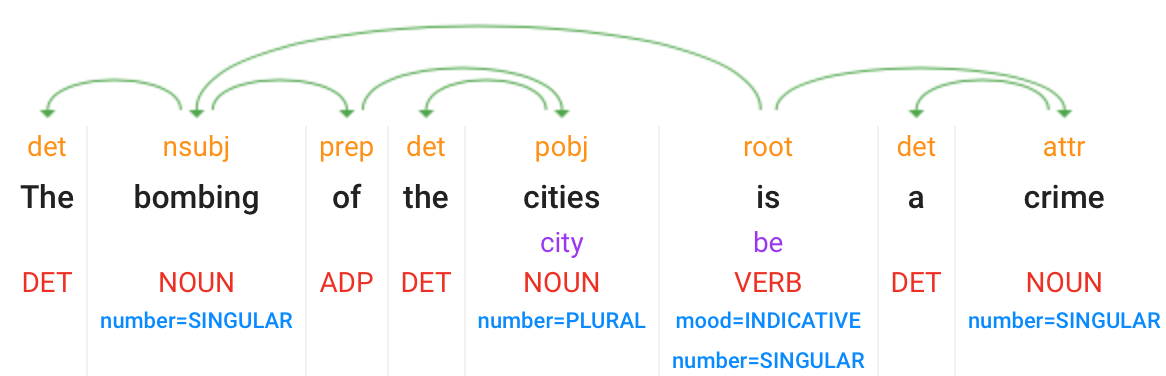 det nsubj prep det pobj root det attr
The bombing of the cities is a crime
city be
DET NOUN ADP DET NOUN VERB DET NOUN
number=SINGULAR number=PLURAL mood=INDICATIVE number=SINGULAR
number=SINGULAR